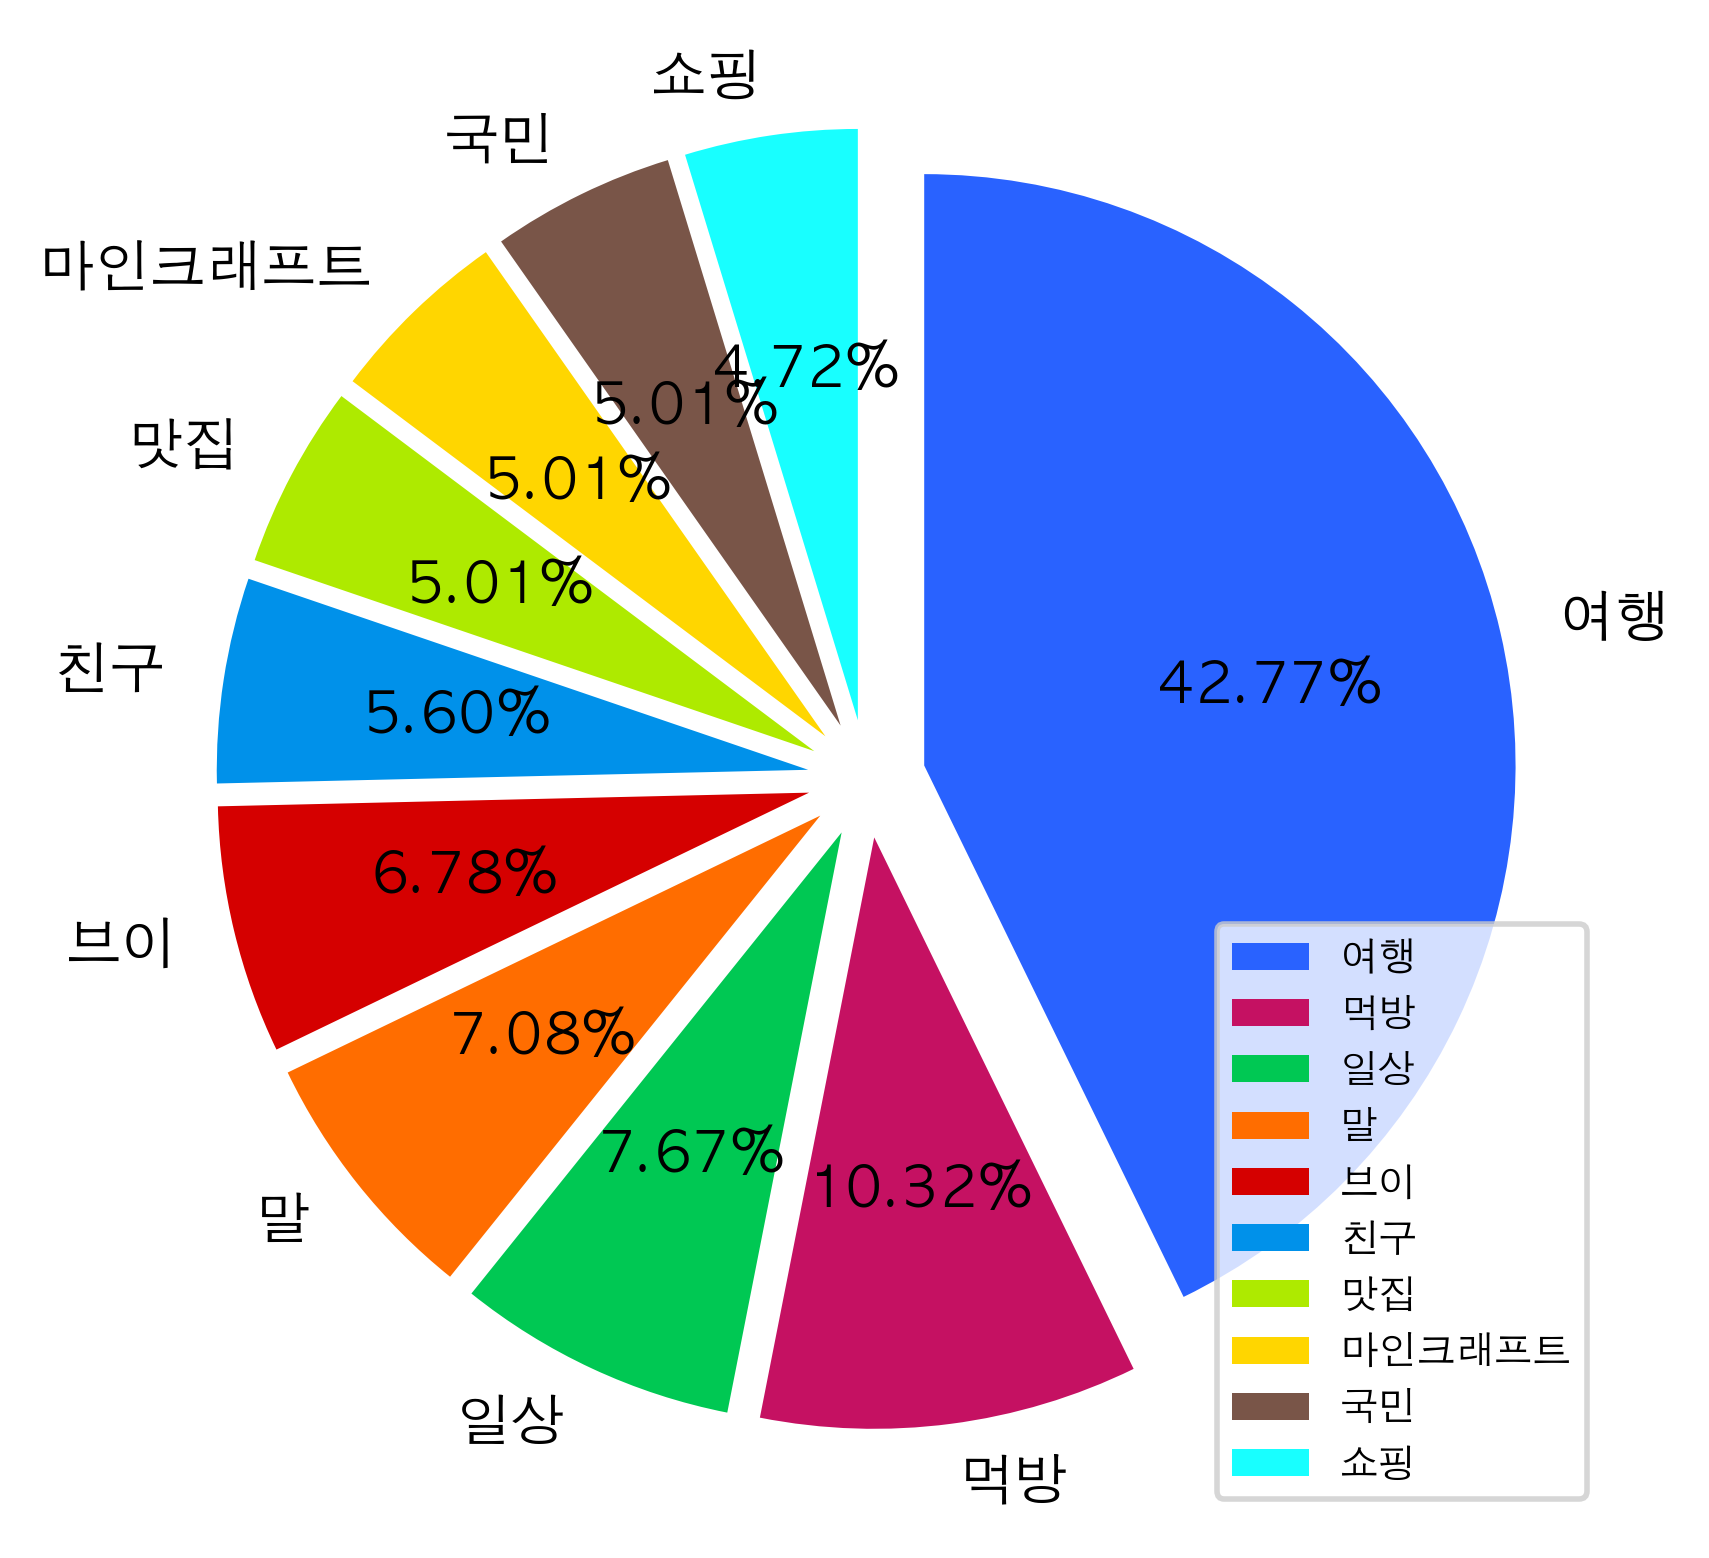 쇼핑
국민
마인크래프트
맛집
친구
브이
말
일상
먹방
여행
4.72%
5.01%
5.01%
5.01%
5.60%
6.78%
7.08%
7.67%
10.32%
42.77%
여행
먹방
일상
말
브이
친구
맛집
마인크래프트
국민
쇼핑